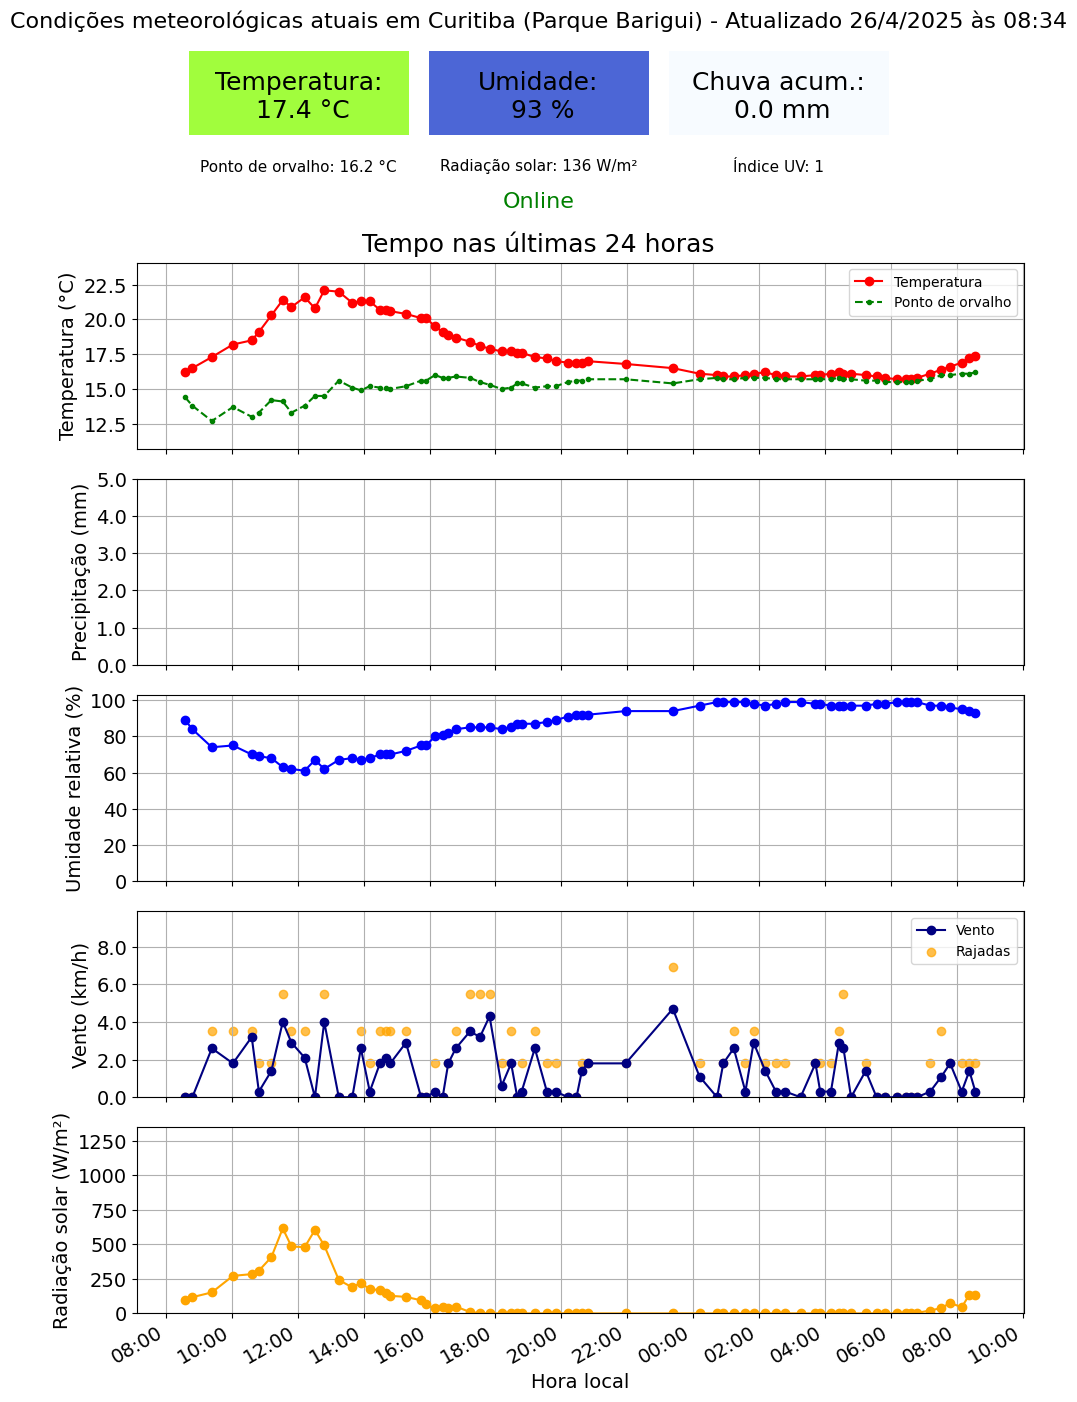 Condições meteorológicas atuais em Curitiba (Parque Barigui) - Atualizado 26/4/2025 às 08:34
Temperatura:
17.4 °C
Umidade:
93 %
Chuva acum.:
0.0 mm
Ponto de orvalho: 16.2 °C
Radiação solar: 136 W/m²
Índice UV: 1
Online
Tempo nas últimas 24 horas
Temperatura (°C)
22.5
20.0
17.5
15.0
12.5
Temperatura
Ponto de orvalho
Precipitação (mm)
5.0
4.0
3.0
2.0
1.0
0.0
Umidade relativa (%)
100
80
60
40
20
0
Vento (km/h)
8.0
6.0
4.0
2.0
0.0
Vento
Rajadas
Radiação solar (W/m²)
1250
1000
750
500
250
0
08:00
10:00
12:00
14:00
16:00
18:00
20:00
22:00
00:00
02:00
04:00
06:00
08:00
10:00
Hora local